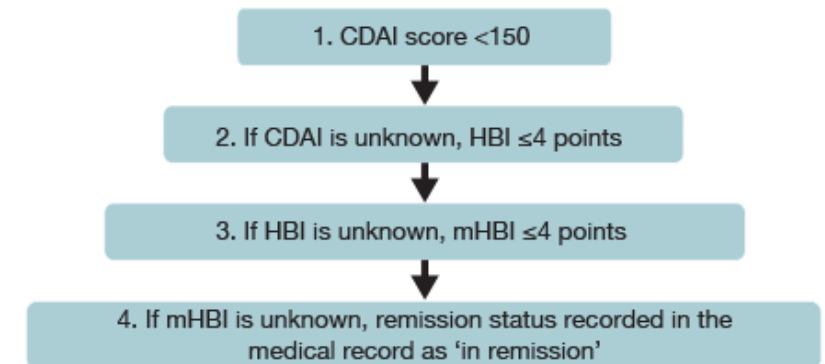 1. CDAI score <150
2. If CDAI is unknown, HBI ≤4 points
3. If HBI is unknown, mHBI ≤4 points
4. If mHBI is unknown, remission status recorded in the
medical record as ‘in remission’